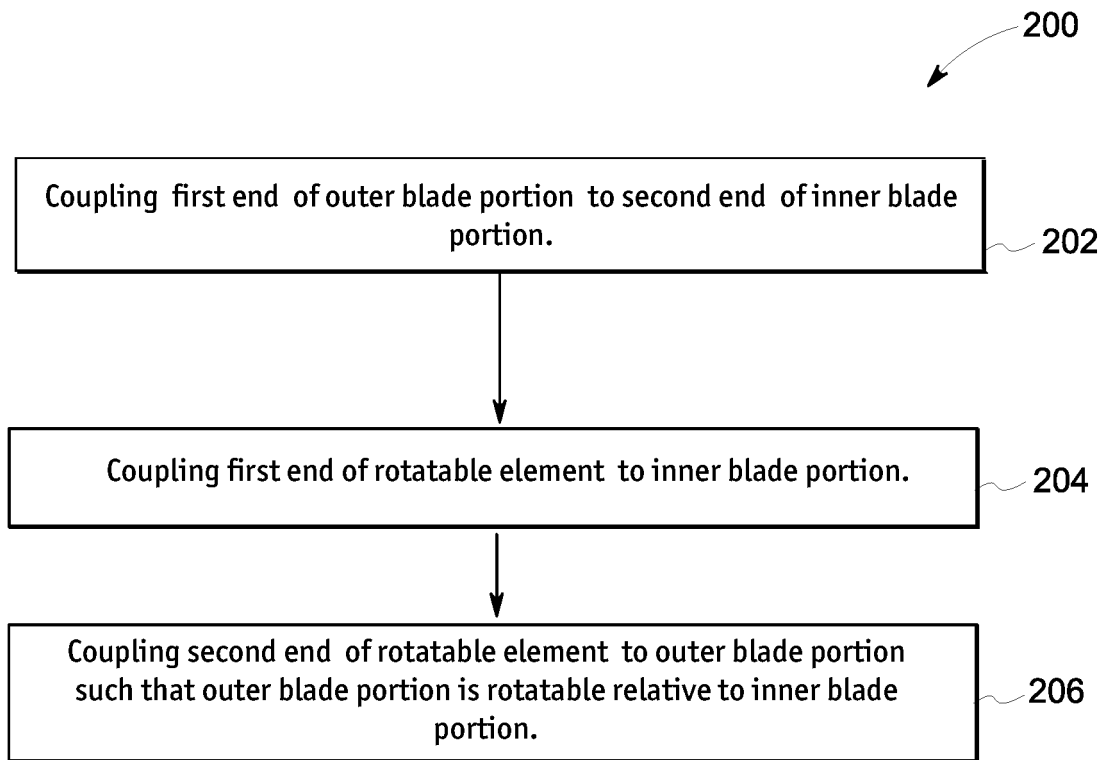 200
Coupling first end of outer blade portion to second end of inner blade
portion.
202
Coupling first end of rotatable element to inner blade portion.
204
Coupling second end of rotatable element to outer blade portion
such that outer blade portion is rotatable relative to inner blade
portion.
206